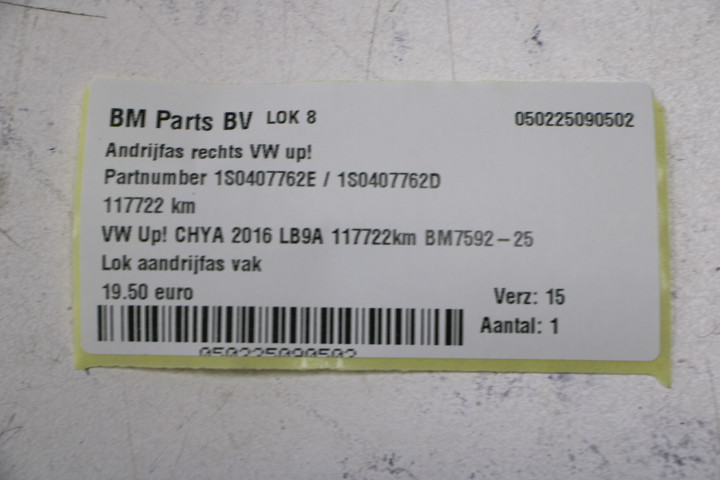 BM Parts BV LOK 8 050225090502
Andrijfas rechts VW up!
Partnumber 1S0407762E / 1S0407762D
117722 km
VW Up! CHYA 2016 LB9A 117722km BM7592-25
Lok aandrijfas vak
19.50 euro Verz: 15
Aantal: 1
050225090502